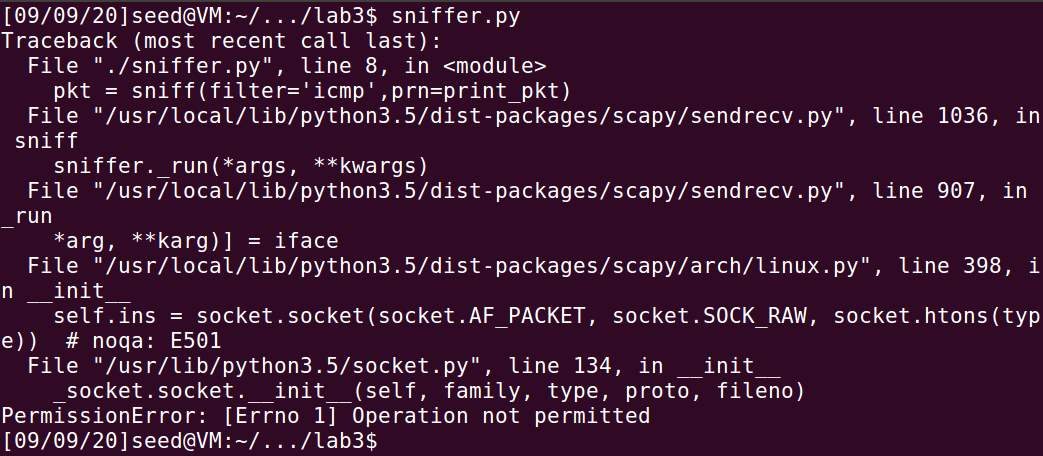 [09/09/20]seed@VM:~/.../lab3$ sniffer.py
Traceback (most recent call last):
  File "./sniffer.py", line 8, in <module>
    pkt = sniff(filter='icmp',prn=print_pkt)
  File "/usr/local/lib/python3.5/dist-packages/scapy/sendrecv.py", line 1036, in
 sniff
    sniffer._run(*args, **kwargs)
  File "/usr/local/lib/python3.5/dist-packages/scapy/sendrecv.py", line 907, in
_run
    *arg, **karg)] = iface
  File "/usr/local/lib/python3.5/dist-packages/scapy/arch/linux.py", line 398, i
n __init__
    self.ins = socket.socket(socket.AF_PACKET, socket.SOCK_RAW, socket.htons(typ
e))  # noqa: E501
  File "/usr/lib/python3.5/socket.py", line 134, in __init__
    _socket.socket.__init__(self, family, type, proto, fileno)
PermissionError: [Errno 1] Operation not permitted
[09/09/20]seed@VM:~/.../lab3$